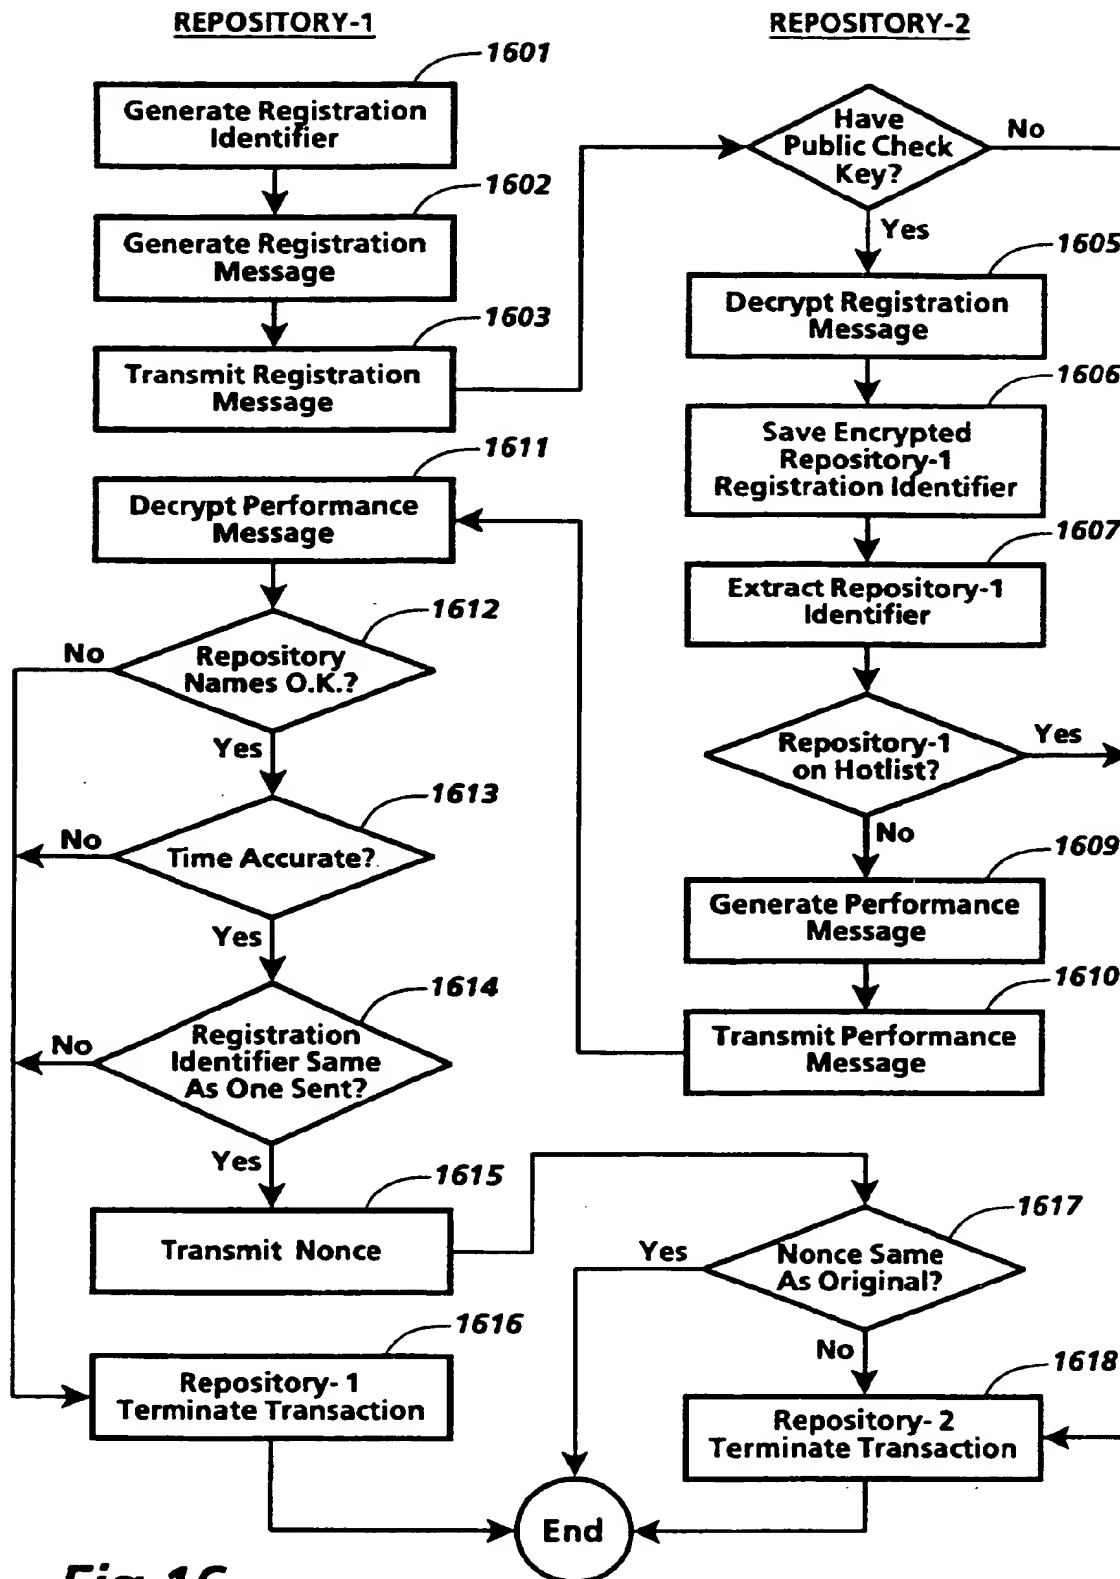 REPOSITORY-1
1601
Generate Registration
Identifier
1602
Generate Registration
Message
1603
Transmit Registration
Message
1611
Decrypt Performance
Message
1612
Repository
Names O.K.?
No
Yes
1613
Time Accurate?
No
Yes
1614
Registration
Identifier Same
As One Sent?
No
Yes
1615
Transmit Nonce
1616
Repository- 1
Terminate Transaction
REPOSITORY-2
Have
Public Check
Key?
No
Yes
1605
Decrypt Registration
Message
1606
Save Encrypted
Repository-1
Registration Identifier
1607
Extract Repository-1
Identifier
Repository-1
on Hotlist?
Yes
No
1609
Generate Performance
Message
1610
Transmit Performance
Message
1617
Nonce Same
As Original?
Yes
No
1618
Repository- 2
Terminate Transaction
End
Fig. 16